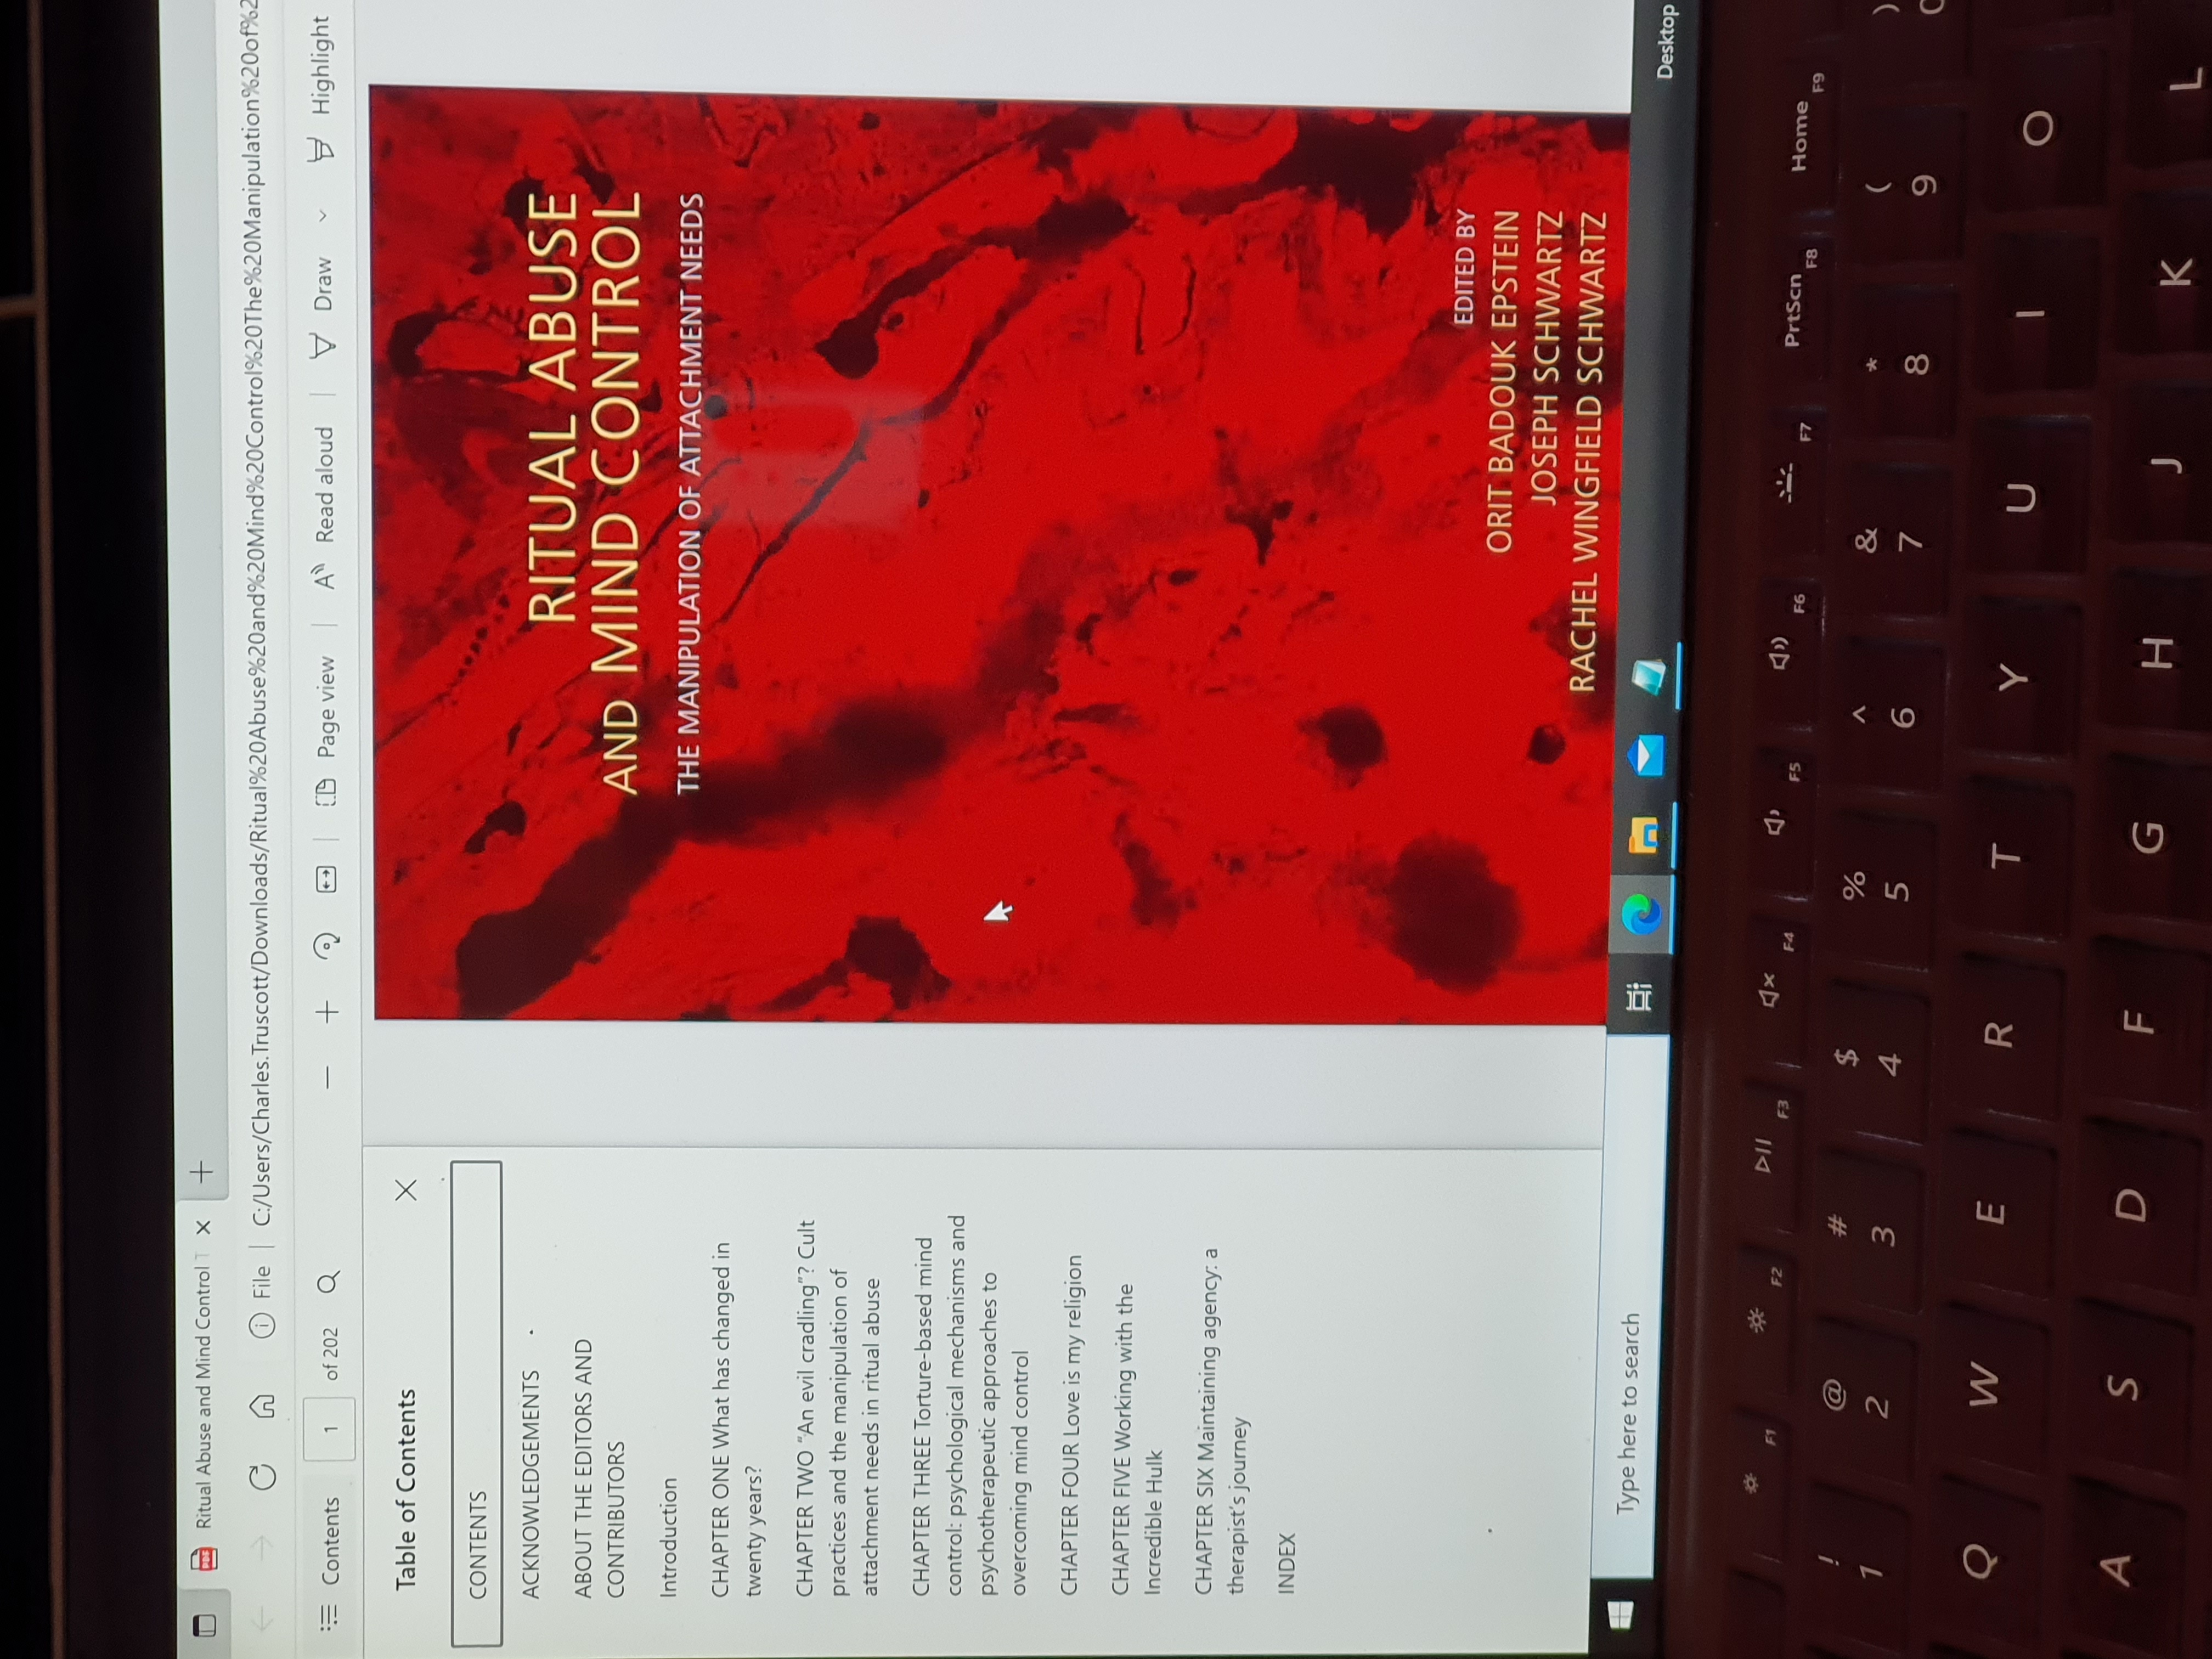 Ritual Abuse and Mind Control
File
C:/Users/Charles.Truscott/Downloads/Ritual%20Abuse%20and%20Mind%20Control%20The%20Manipulation%20of%2
Contents
1
of 202
Page view
Read aloud
Draw
Highlight
Table of Contents
CONTENTS
ACKNOWLEDGEMENTS
ABOUT THE EDITORS AND
CONTRIBUTORS
Introduction
CHAPTER ONE What has changed in
twenty years?
CHAPTER TWO “An evil cradling”? Cult
practices and the manipulation of
attachment needs in ritual abuse
CHAPTER THREE Torture-based mind
control: psychological mechanisms and
psychotherapeutic approaches to
overcoming mind control
CHAPTER FOUR Love is my religion
CHAPTER FIVE Working with the
Incredible Hulk
CHAPTER SIX Maintaining agency: a
therapist's journey
INDEX
RITUAL ABUSE
AND MIND CONTROL
THE MANIPULATION OF ATTACHMENT NEEDS
EDITED BY
ORIT BADOUK EPSTEIN
JOSEPH SCHWARTZ
RACHEL WINGFIELD SCHWARTZ
Type here to search
Desktop
F1 F2 F3 F4 F5 F6 F7 PrtScn F8 Home F9
! @ # $ % ^ & * ( )
1 2 3 4 5 6 7 8 9
Q W E R T Y U I O
A S D F G H J K L